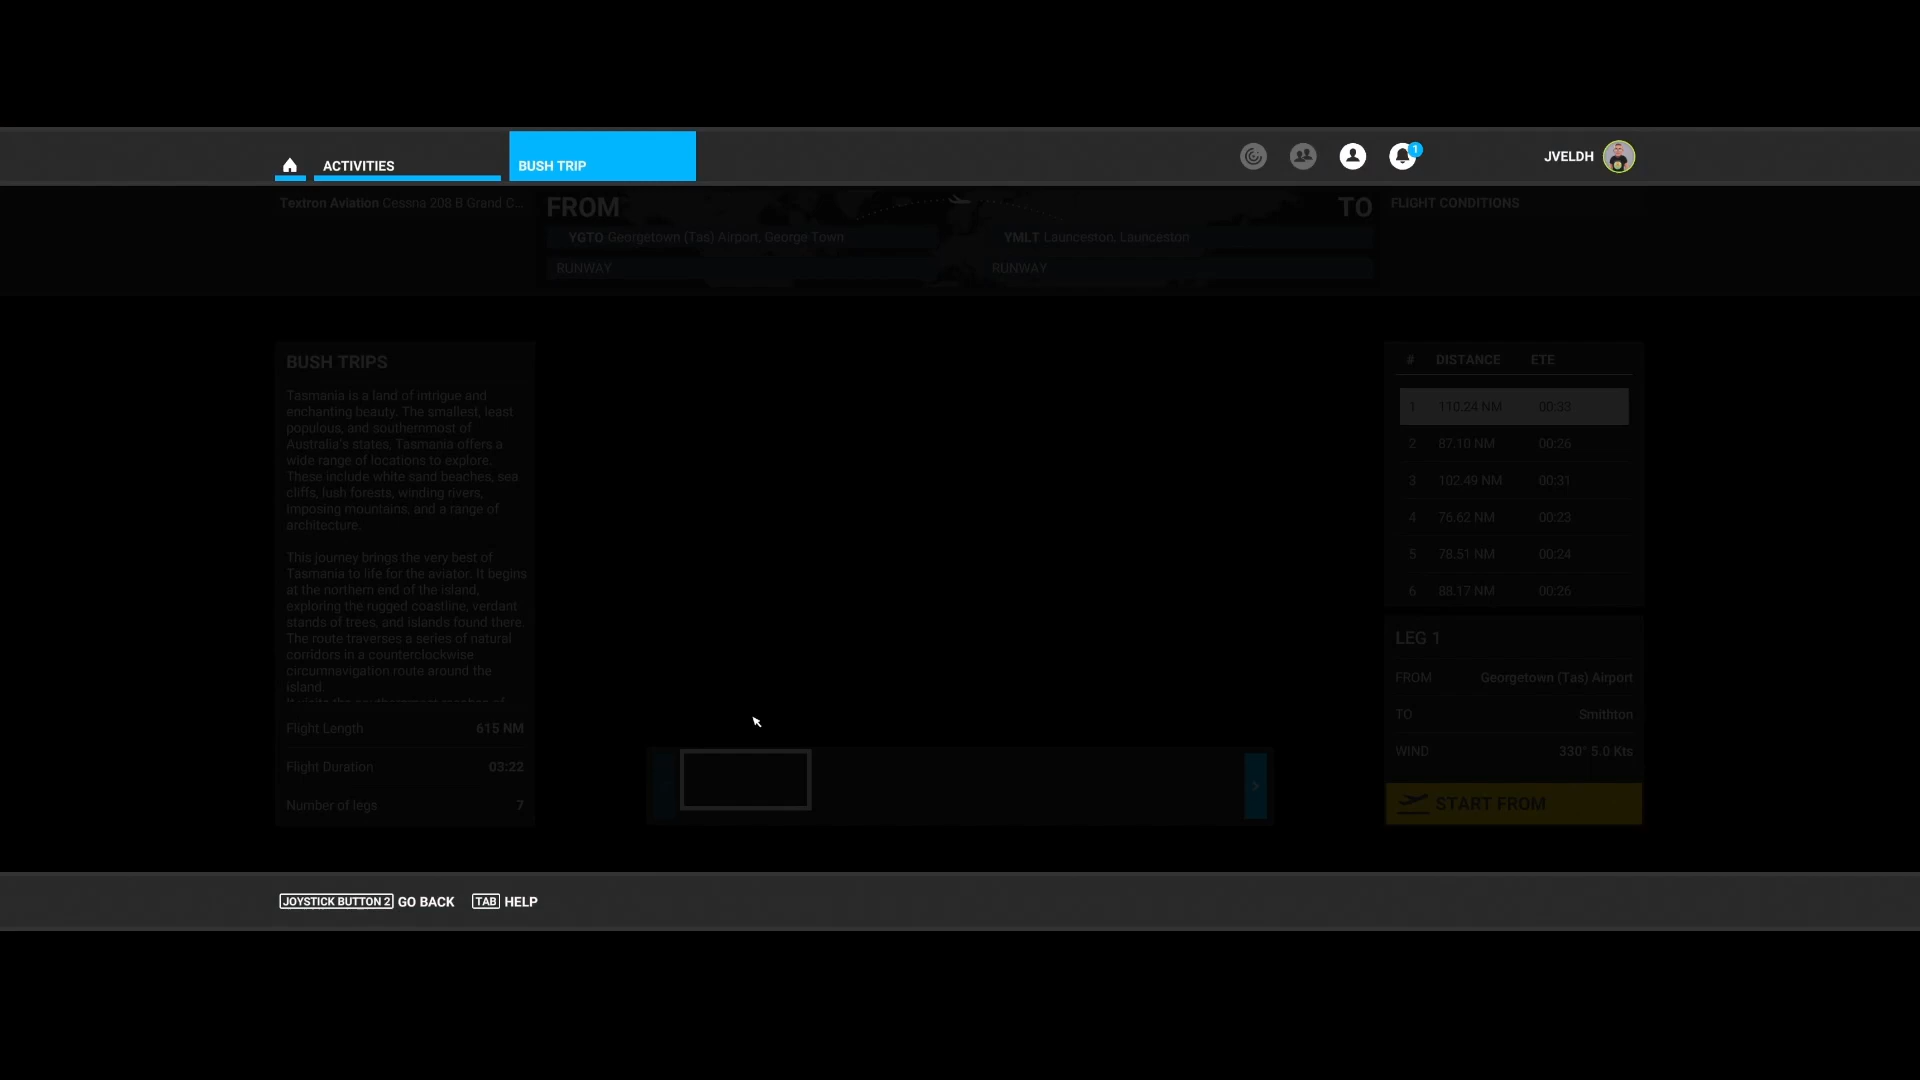 ACTIVITIES
BUSH TRIP
1
JVELDH
Textron Aviation Cessna 208 B Grand C...
FROM
TO
FLIGHT CONDITIONS
YGTO Georgetown (Tas) Airport, George Town
YMLT Launceston, Launceston
RUNWAY
RUNWAY
BUSH TRIPS
Tasmania is a land of intrigue and
enchanting beauty. The smallest, least
populous, and southernmost of
Australia's states, Tasmania offers a
wide range of locations to explore.
These include white sand beaches, sea
cliffs, lush forests, winding rivers,
imposing mountains, and a range of
architecture.
This journey brings the very best of
Tasmania to life for the aviator. It begins
at the northern end of the island,
exploring the rugged coastline, verdant
stands of trees, and islands found there.
The route traverses a series of natural
corridors in a counterclockwise
circumnavigation route around the
island.
Flight Length 615 NM
Flight Duration 03:22
Number of legs 7
# DISTANCE ETE
1 110.24 NM 00:33
2 87.10 NM 00:26
3 102.49 NM 00:31
4 76.62 NM 00:23
5 78.51 NM 00:24
6 88.17 NM 00:26
LEG 1
FROM Georgetown (Tas) Airport
TO Smithton
WIND 330° 5.0 Kts
START FROM
JOYSTICK BUTTON 2 GO BACK TAB HELP